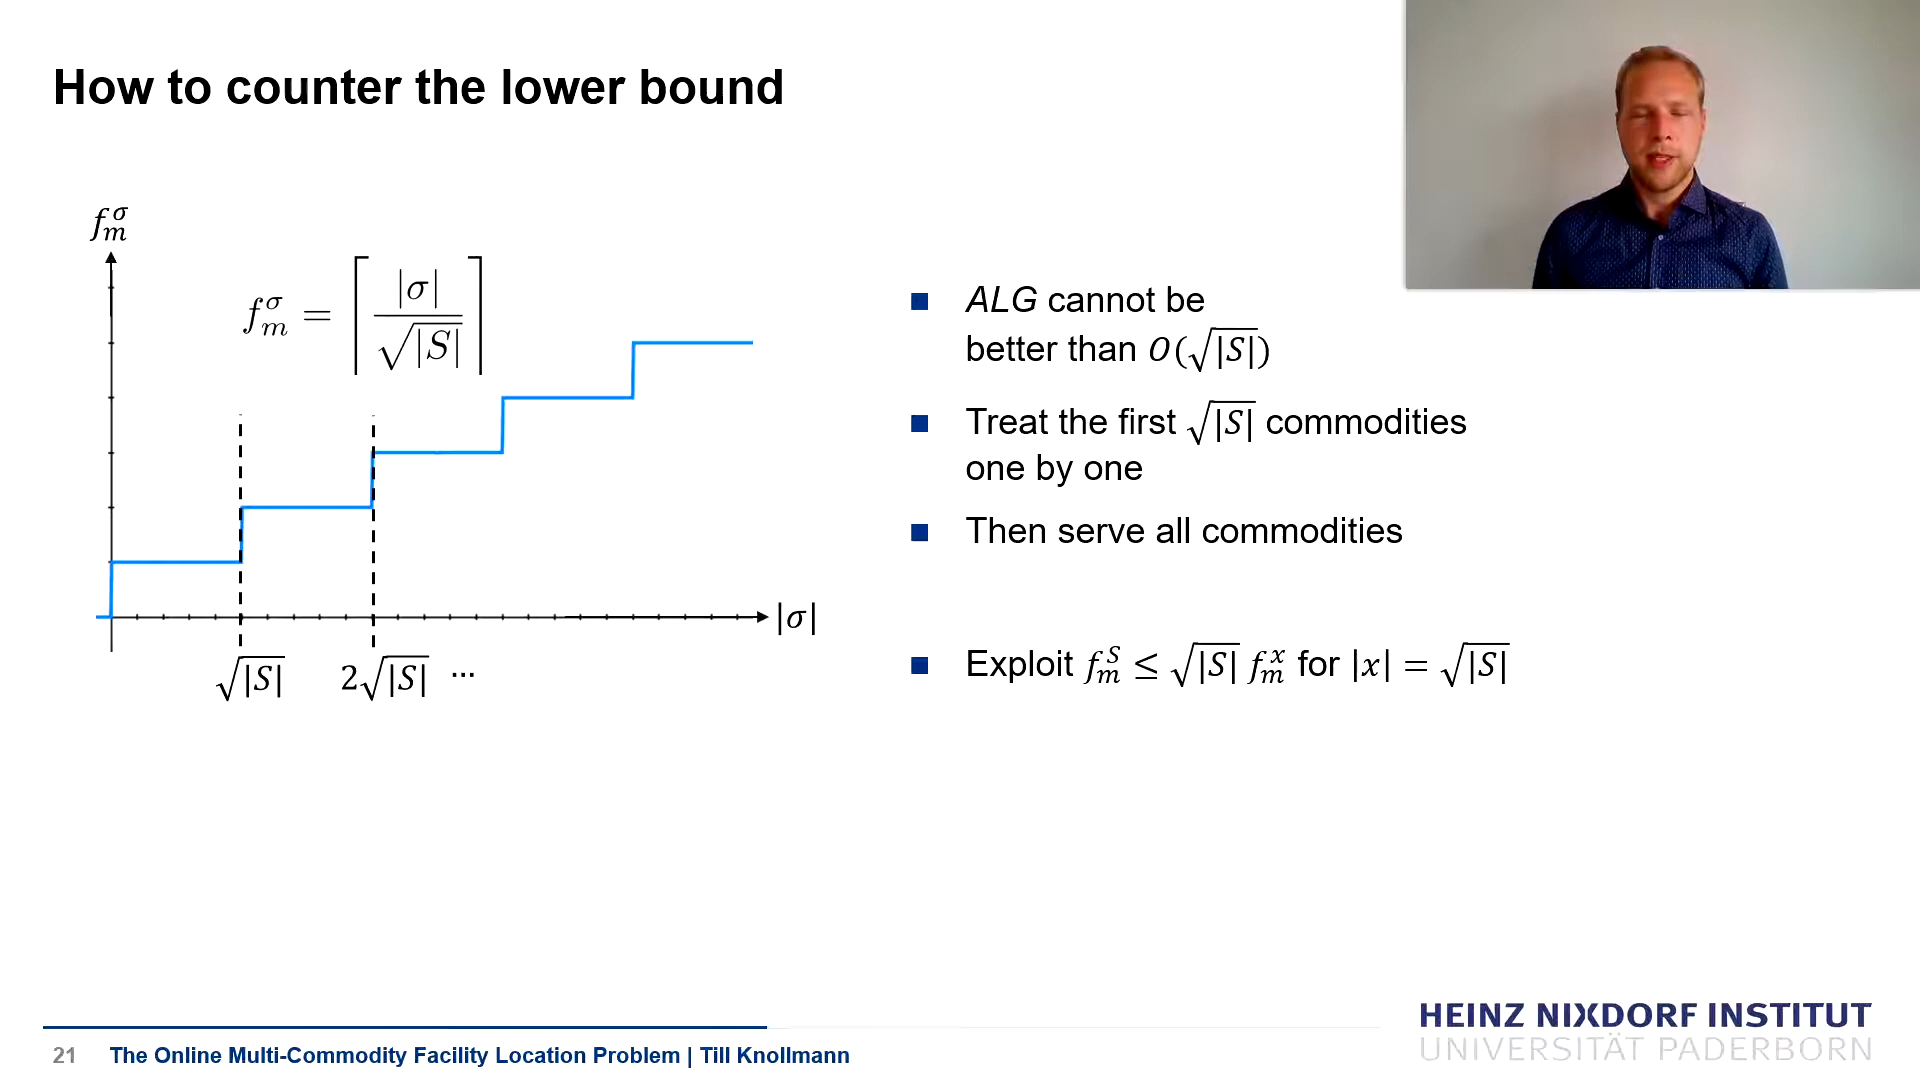 How to counter the lower bound
f_m^σ
f_m^σ = ⌈|σ| / √|S|⌉
|σ|
√|S| 2√|S| ...
■ ALG cannot be
better than O(√|S|)
■ Treat the first √|S| commodities
one by one
■ Then serve all commodities
■ Exploit f_m^S ≤ √|S| f_m^x for |x| = √|S|
HEINZ NIXDORF INSTITUT
UNIVERSITÄT PADERBORN
21 The Online Multi-Commodity Facility Location Problem | Till Knollmann